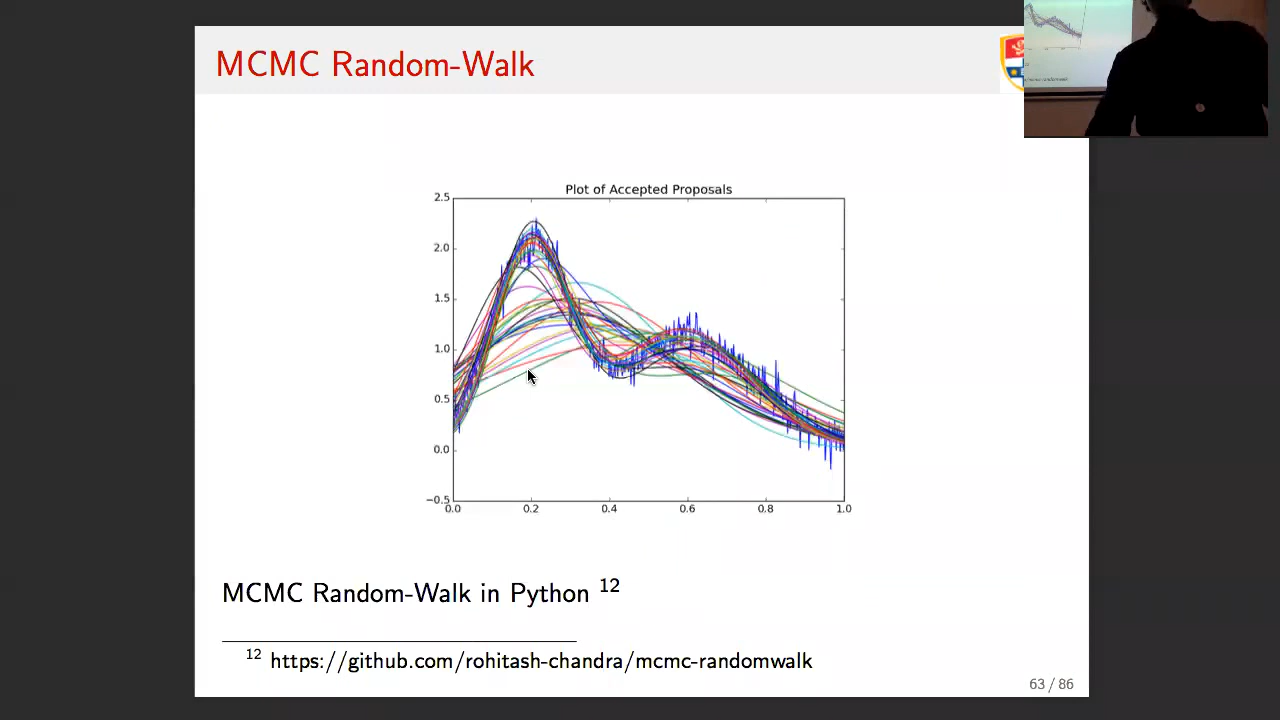 MCMC Random-Walk
Plot of Accepted Proposals
2.5
2.0
1.5
1.0
0.5
0.0
−0.5
0.0 0.2 0.4 0.6 0.8 1.0
MCMC Random-Walk in Python 12
12 https://github.com/rohitash-chandra/mcmc-randomwalk
63 / 86